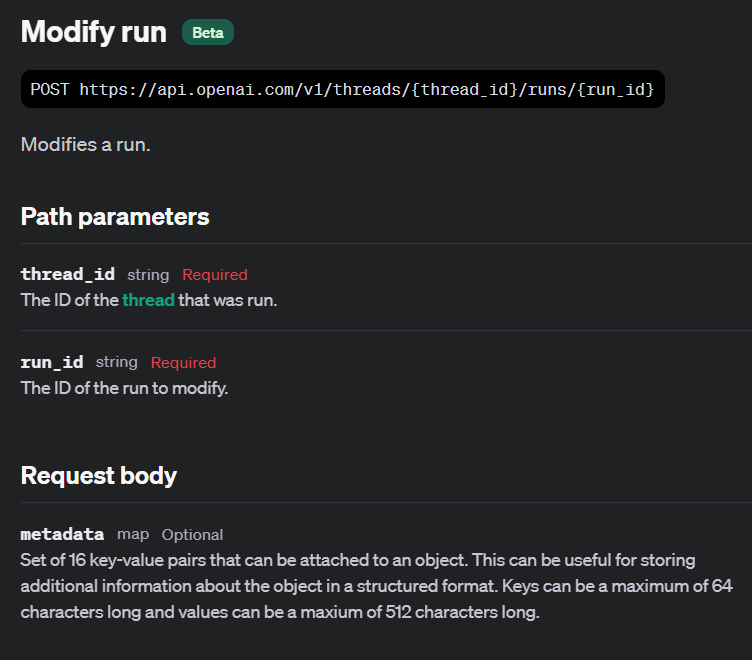 Modify run Beta
POST https://api.openai.com/v1/threads/{thread_id}/runs/{run_id}
Modifies a run.
Path parameters
thread_id string Required
The ID of the thread that was run.
run_id string Required
The ID of the run to modify.
Request body
metadata map Optional
Set of 16 key-value pairs that can be attached to an object. This can be useful for storing
additional information about the object in a structured format. Keys can be a maximum of 64
characters long and values can be a maxium of 512 characters long.